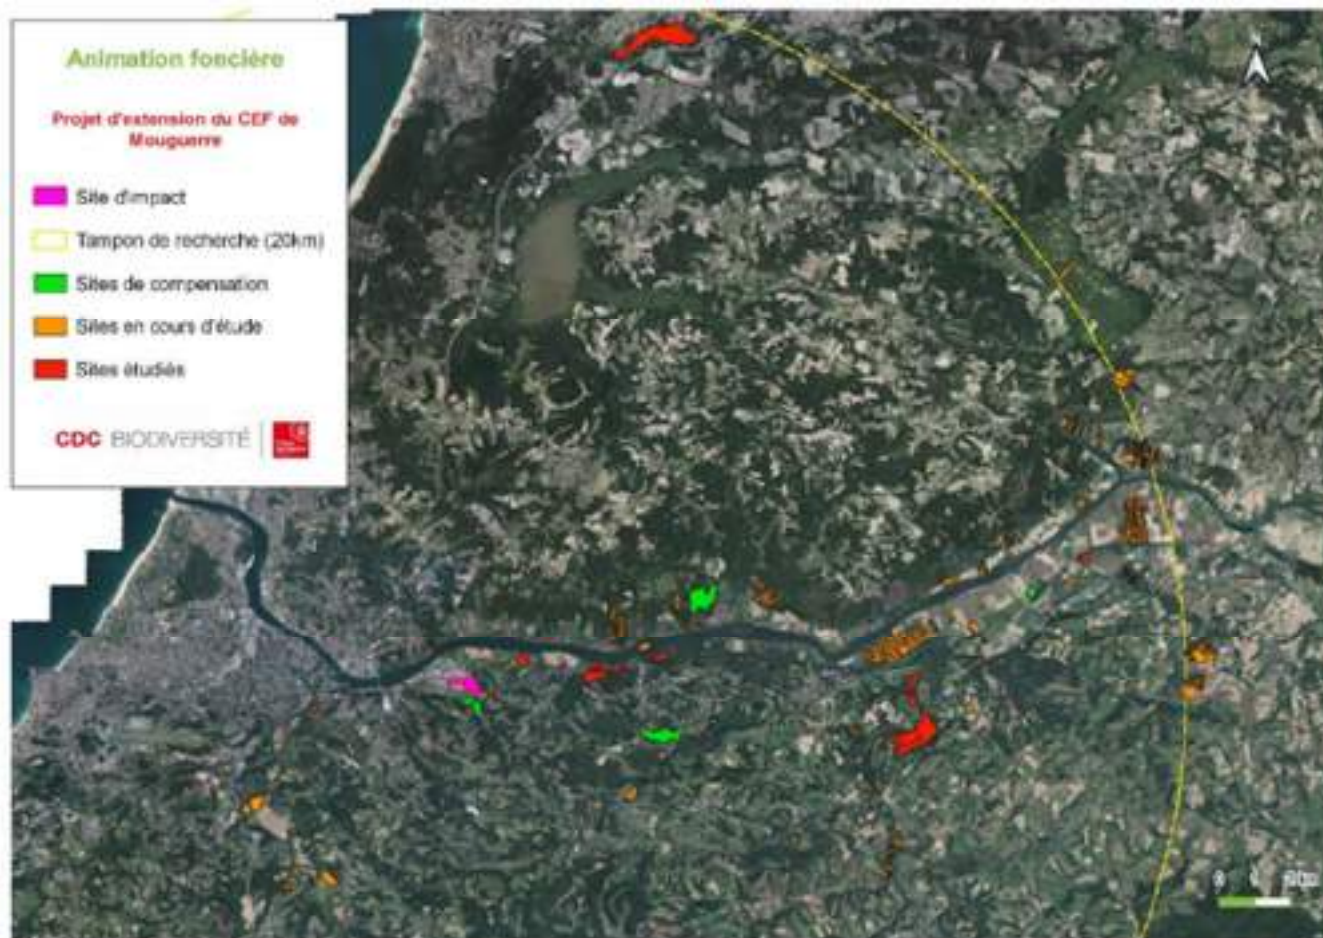 Animation foncière
Projet d'extension du CEF de
Mouguerre
Site d'impact
Tampon de recherche (20km)
Sites de compensation
Sites en cours d'étude
Sites étudiés
CDC BIODIVERSITÉ